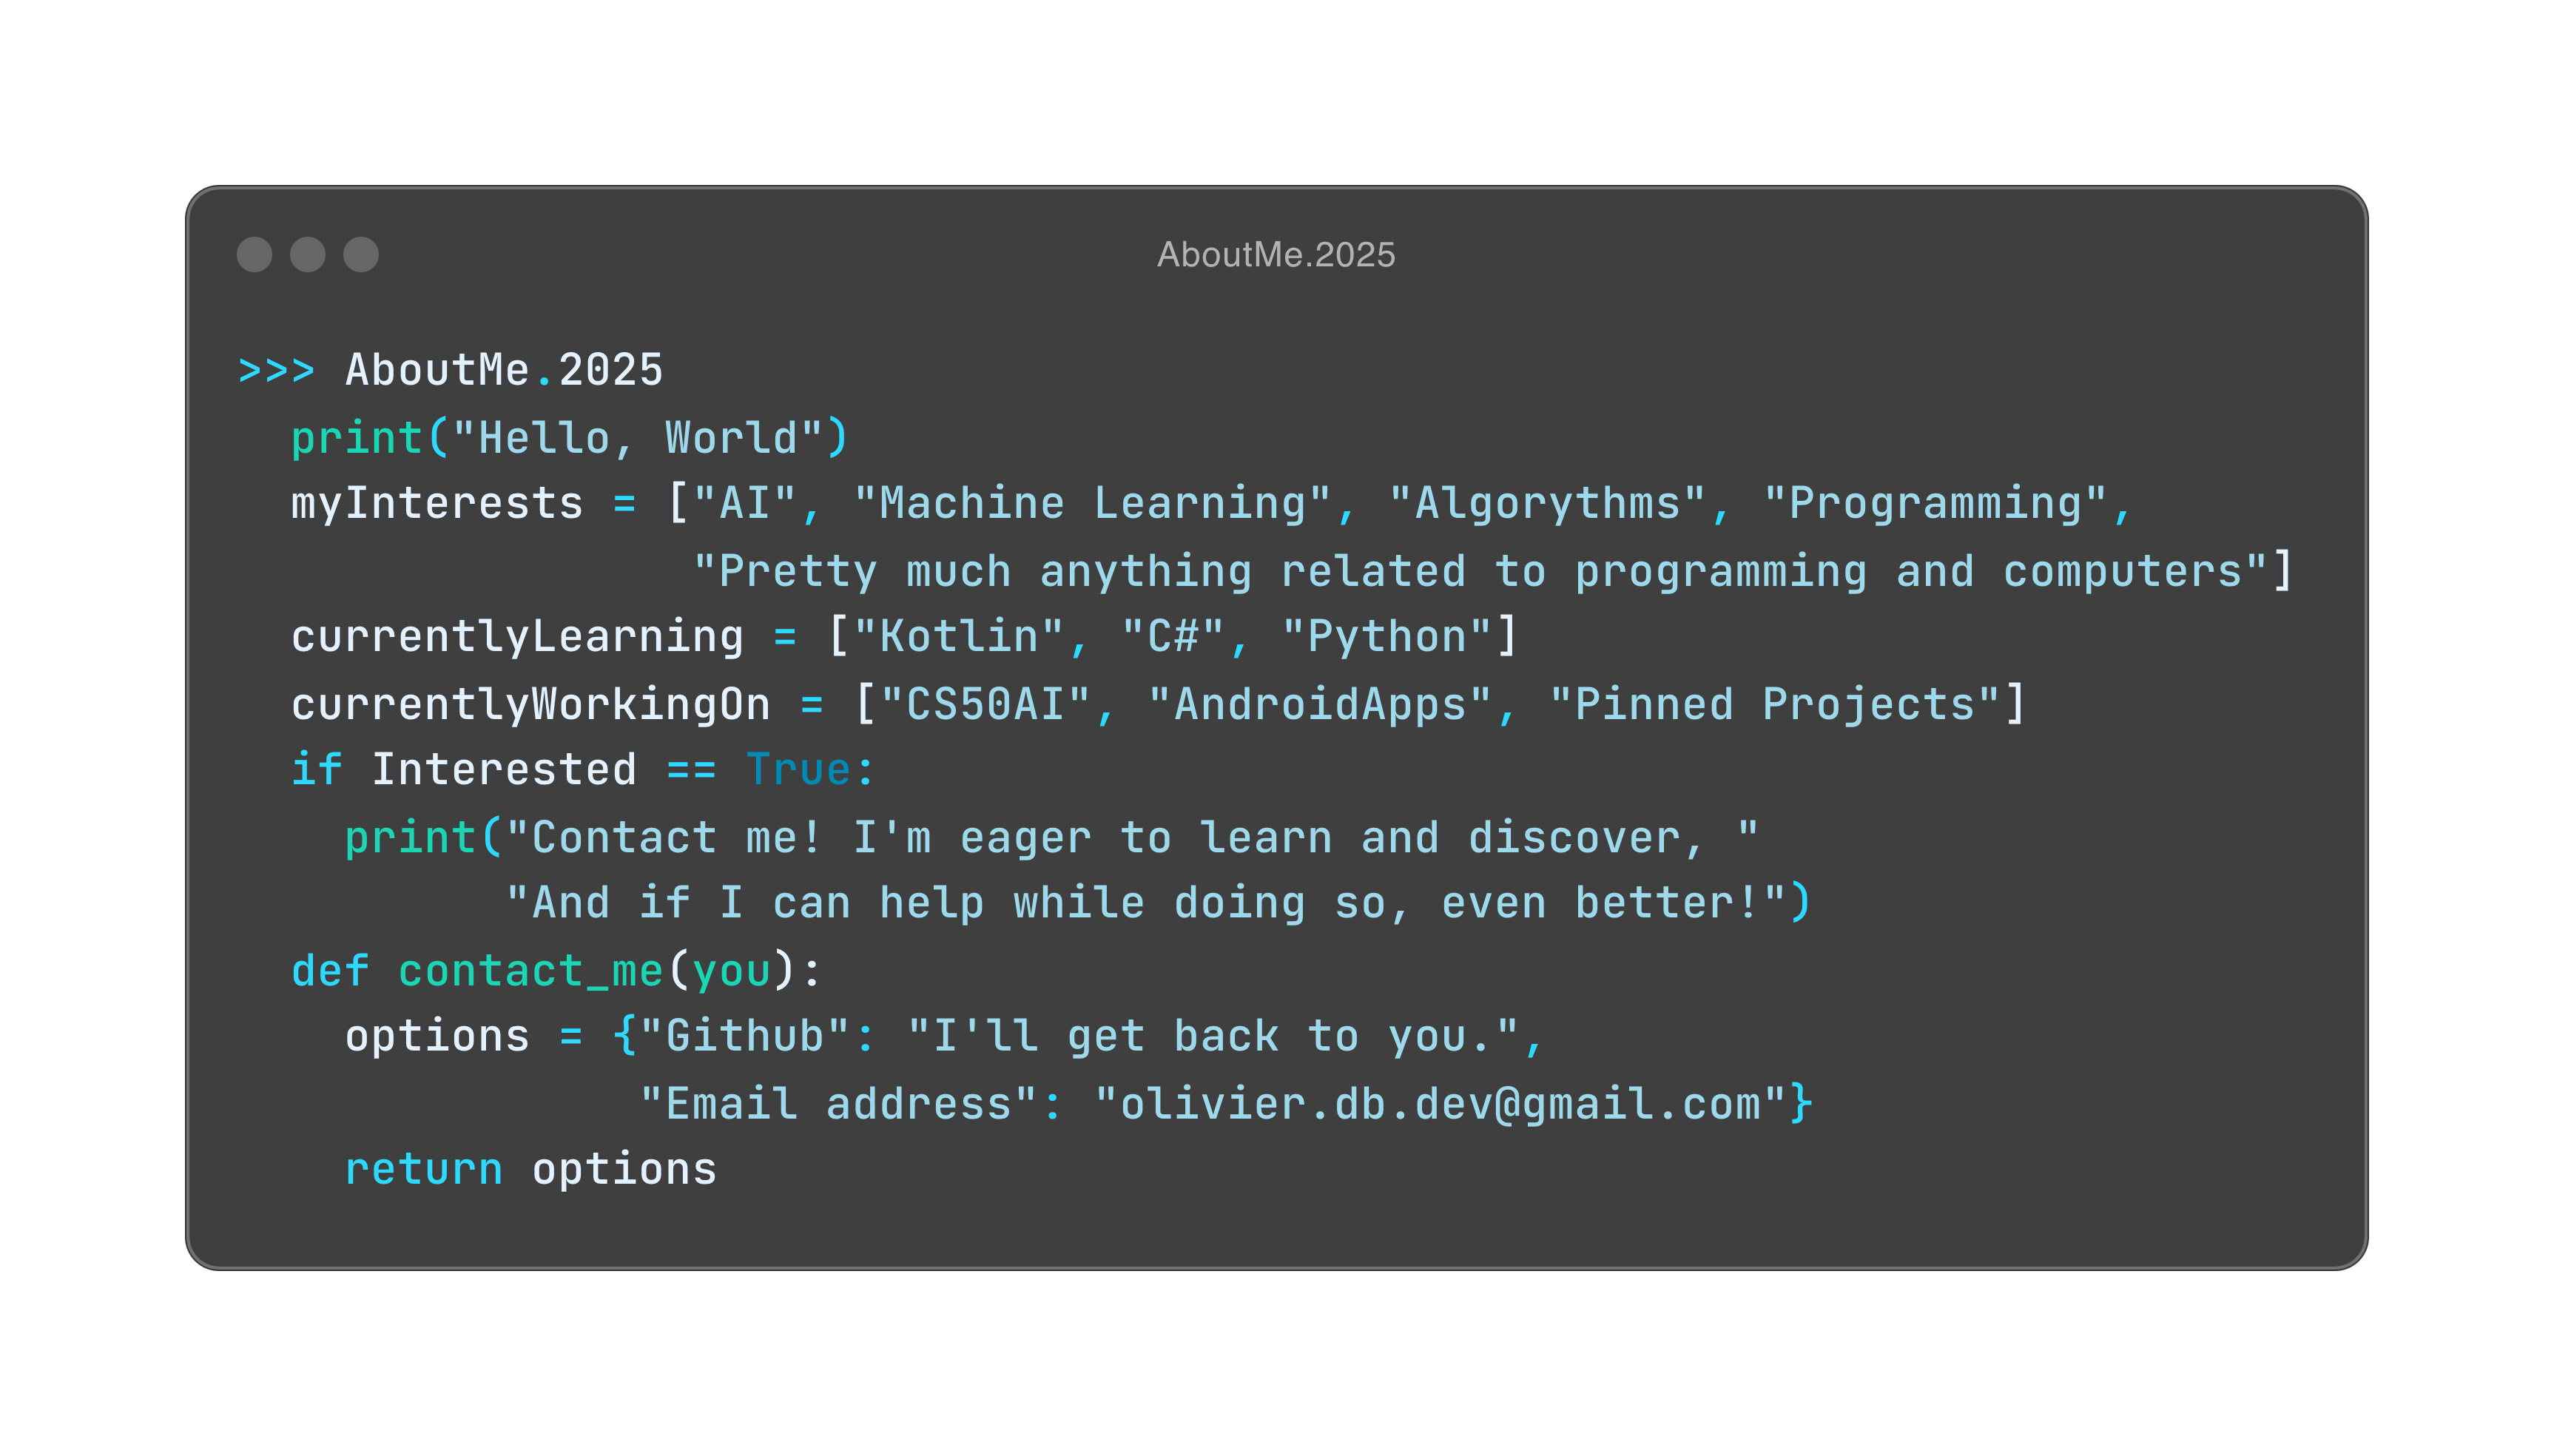 AboutMe.2025
>>> AboutMe.2025
print("Hello, World")
myInterests = ["AI", "Machine Learning", "Algorythms", "Programming",
"Pretty much anything related to programming and computers"]
currentlyLearning = ["Kotlin", "C#", "Python"]
currentlyWorkingOn = ["CS50AI", "AndroidApps", "Pinned Projects"]
if Interested == True:
print("Contact me! I'm eager to learn and discover, "
"And if I can help while doing so, even better!")
def contact_me(you):
options = {"Github": "I'll get back to you.",
"Email address": "olivier.db.dev@gmail.com"}
return options